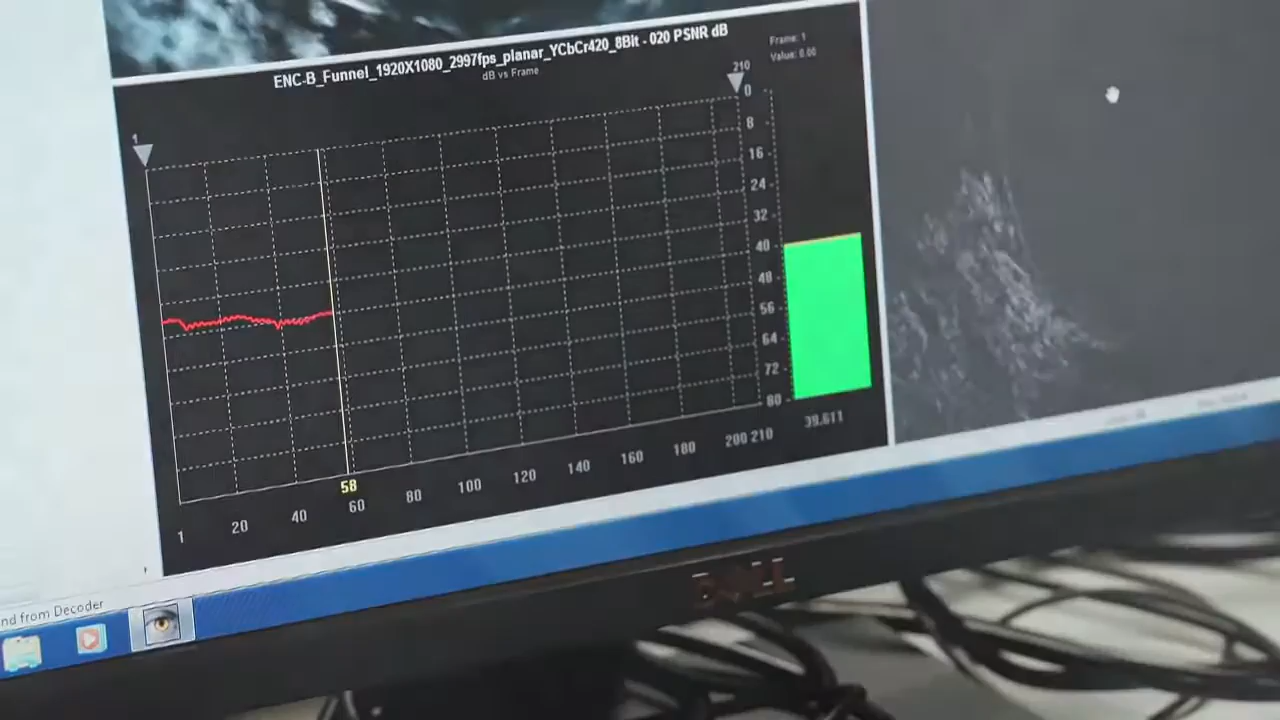 ENC-B_Funnel_1920X1080_2997fps_planar_YCbCr420_8Bit - 020 PSNR dB
dB vs Frame
Frame: 1
Value: 0.00
1
210
0
8
16
24
32
40
48
56
64
72
80
39.611
58
1 20 40 60 80 100 120 140 160 180 200 210
nd from Decoder
DELL